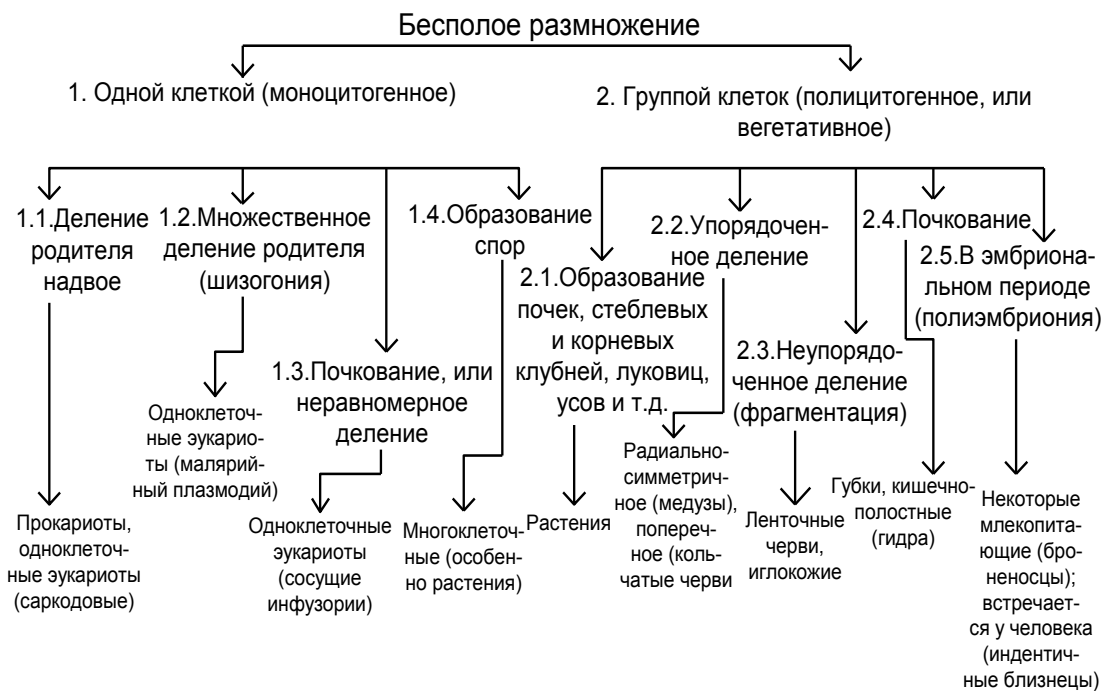 Бесполое размножение
1. Одной клеткой (моноцитогенное)
2. Группой клеток (полицитогенное, или
вегетативное)
1.1.Деление
родителя
надвое
1.2.Множественное
деление родителя
(шизогония)
1.3.Почкование, или
неравномерное
деление
1.4.Образование
спор
2.1.Образование
почек, стеблевых
и корневых
клубней, луковиц,
усов и т.д.
2.2.Упорядочен-
ное деление
2.3.Неупорядо-
ченное деление
(фрагментация)
2.4.Почкование
2.5.В эмбриона-
льном периоде
(полиэмбриония)
Прокариоты,
одноклеточ-
ные эукариоты
(саркодовые)
Одноклеточ-
ные эукарио-
ты (малярий-
ный плазмодий)
Одноклеточные
эукариоты
(сосущие
инфузории)
Многоклеточ-
ные (особен-
но растения)
Растения
Радиально-
симметрич-
ное (медузы),
попереч-
ное (коль-
чатые черви
Ленточные
черви,
иглокожие
Губки, кишечно-
полостные
(гидра)
Некоторые
млекопита-
ющие (бро-
неносцы);
встречает-
ся у человека
(индентич-
ные близнецы)